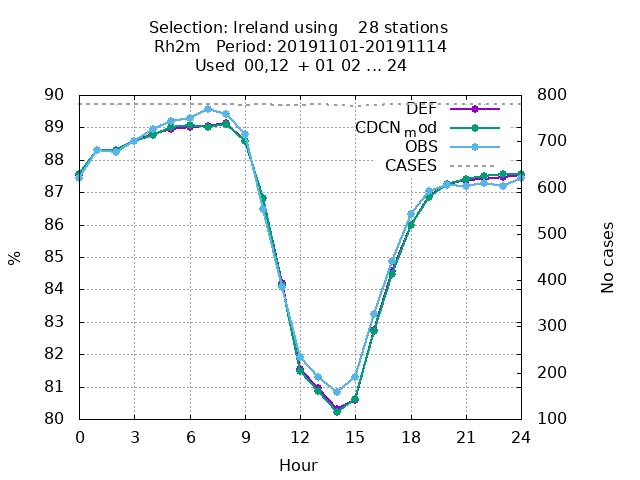 Selection: Ireland using    28 stations
Rh2m   Period: 20191101-20191114
Used  00,12  + 01 02 ... 24
90
89
88
87
86
85
84
83
82
81
80
%
800
700
600
500
400
300
200
100
No cases
DEF
CDCN mod
OBS
CASES
0 3 6 9 12 15 18 21 24
Hour